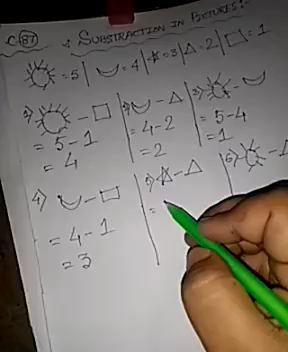 C.87 : SUBSTRACTION IN PICTURES:-
= 5 | = 4 | = 3 | = 2 | = 1
1) -
= 5 - 1
= 4
2) -
= 4 - 2
= 2
3) -
= 5 - 4
= 1
4) -
= 4 - 1
= 3
5) -
=
6) -